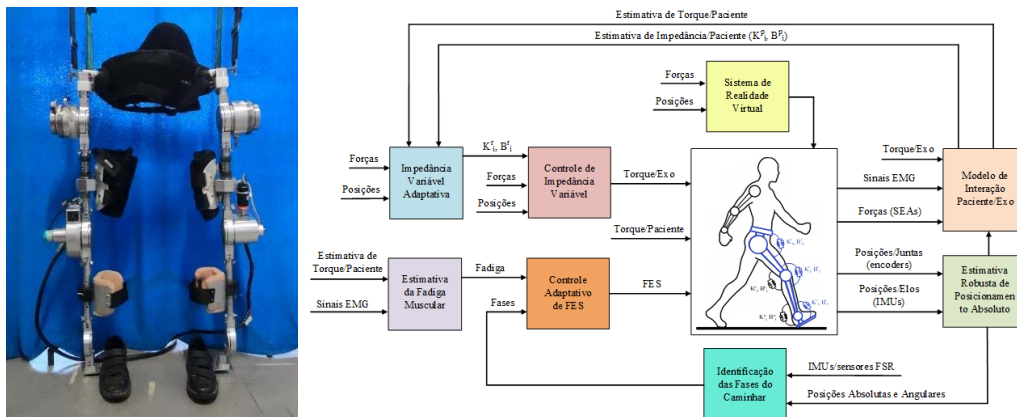 Estimativa de Torque/Paciente
Estimativa de Impedância/Paciente (Kᵖᵢ, Bᵖᵢ)
Forças
Posições
Sistema de
Realidade
Virtual
Forças
Posições
Impedância
Variável
Adaptativa
Kʳᵢ, Bʳᵢ
Forças
Posições
Controle de
Impedância
Variável
Torque/Exo
Torque/Paciente
Torque/Exo
Sinais EMG
Forças (SEAs)
Modelo de
Interação
Paciente/Exo
Estimativa de
Torque/Paciente
Sinais EMG
Estimativa
da Fadiga
Muscular
Fadiga
Fases
Controle
Adaptativo
de FES
FES
Posições/Juntas
(encoders)
Posições/Elos
(IMUs)
Estimativa
Robusta de
Posicionamen
to Absoluto
Identificação
das Fases do
Caminhar
IMUs/sensores FSR
Posições Absolutas e Angulares